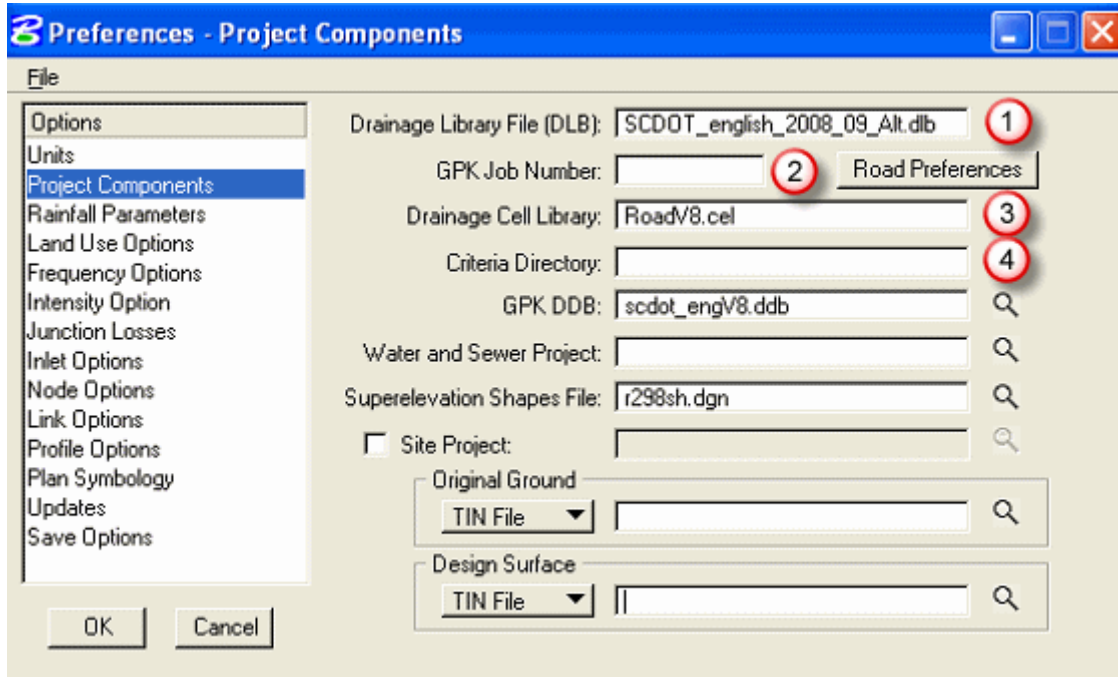 Preferences - Project Components
File
Options
Units
Project Components
Rainfall Parameters
Land Use Options
Frequency Options
Intensity Option
Junction Losses
Inlet Options
Node Options
Link Options
Profile Options
Plan Symbology
Updates
Save Options
OK Cancel
Drainage Library File (DLB): SCDOT_english_2008_09_Alt.dlb 1
GPK Job Number: 2 Road Preferences
Drainage Cell Library: RoadV8.cel 3
Criteria Directory: 4
GPK DDB: scdot_engV8.ddb
Water and Sewer Project:
Superelevation Shapes File: r298sh.dgn
Site Project:
Original Ground
TIN File
Design Surface
TIN File